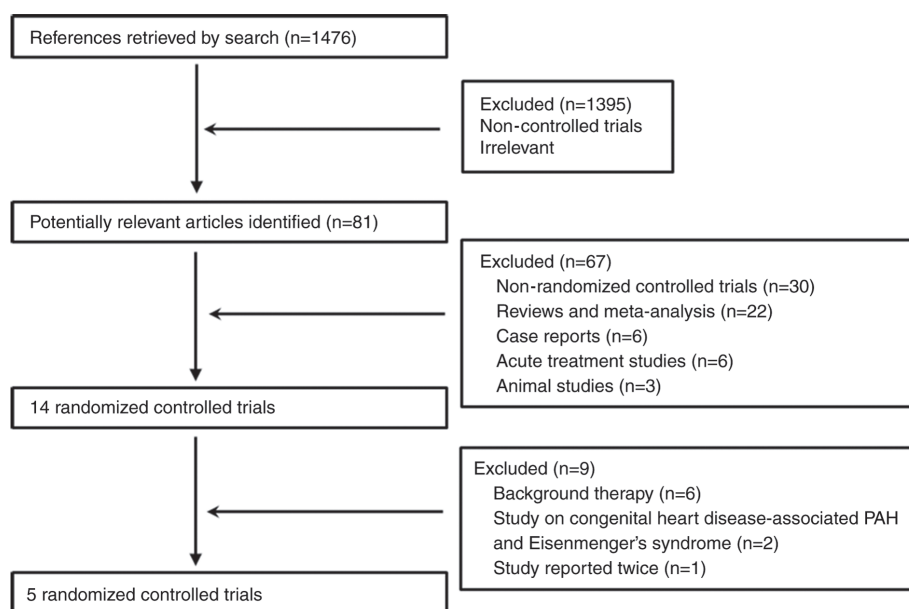 References retrieved by search (n=1476)
Excluded (n=1395)
Non-controlled trials
Irrelevant
Potentially relevant articles identified (n=81)
Excluded (n=67)
Non-randomized controlled trials (n=30)
Reviews and meta-analysis (n=22)
Case reports (n=6)
Acute treatment studies (n=6)
Animal studies (n=3)
14 randomized controlled trials
Excluded (n=9)
Background therapy (n=6)
Study on congenital heart disease-associated PAH
and Eisenmenger's syndrome (n=2)
Study reported twice (n=1)
5 randomized controlled trials